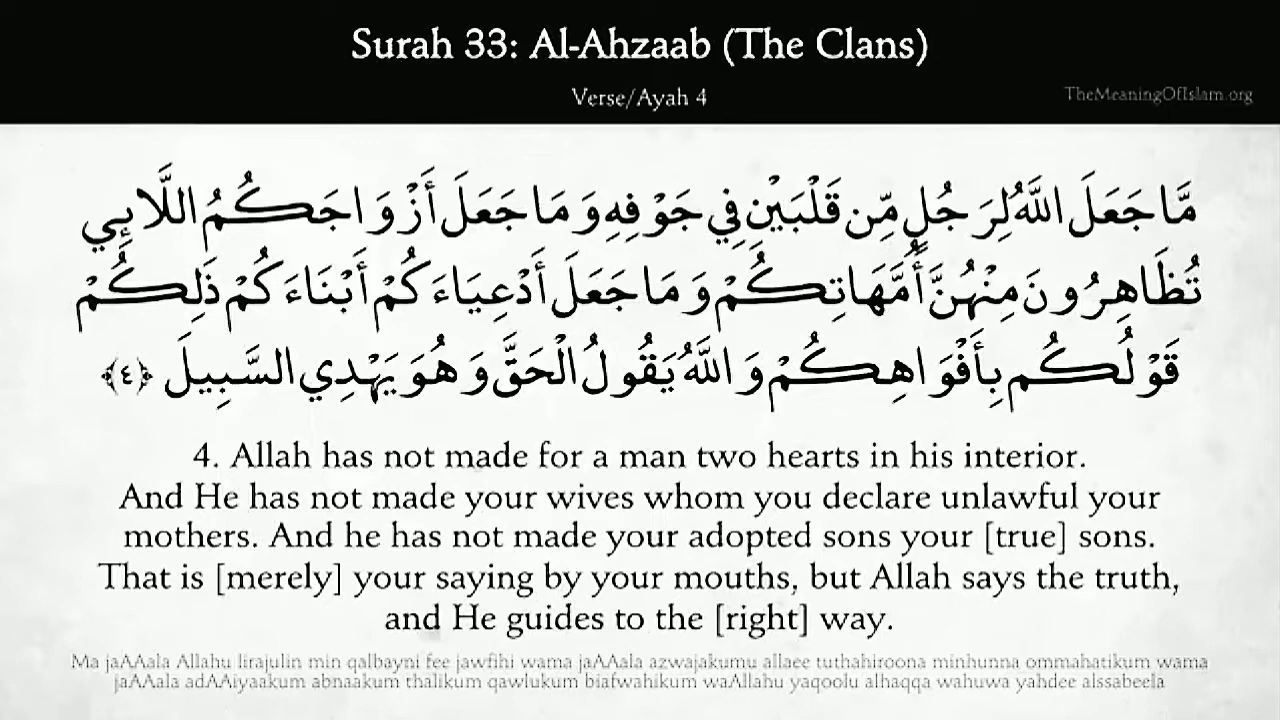 Surah 33: Al-Ahzaab (The Clans)
Verse/Ayah 4
TheMeaningOfIslam.org
مَّا جَعَلَ اللَّهُ لِرَجُلٍ مِّن قَلْبَيْنِ فِي جَوْفِهِ وَمَا جَعَلَ أَزْوَاجَكُمُ اللَّائِي
تُظَاهِرُونَ مِنْهُنَّ أُمَّهَاتِكُمْ وَمَا جَعَلَ أَدْعِيَاءَكُمْ أَبْنَاءَكُمْ ذَٰلِكُمْ
قَوْلُكُم بِأَفْوَاهِكُمْ وَاللَّهُ يَقُولُ الْحَقَّ وَهُوَ يَهْدِي السَّبِيلَ ﴿٤﴾
4. Allah has not made for a man two hearts in his interior.
And He has not made your wives whom you declare unlawful your
mothers. And he has not made your adopted sons your [true] sons.
That is [merely] your saying by your mouths, but Allah says the truth,
and He guides to the [right] way.
Ma jaAAala Allahu lirajulin min qalbayni fee jawfihi wama jaAAala azwajakumu allaee tuthahiroona minhunna ommahatikum wama
jaAAala adAAiyaakum abnaakum thalikum qawlukum biafwahikum waAllahu yaqoolu alhaqqa wahuwa yahdee alssabeela